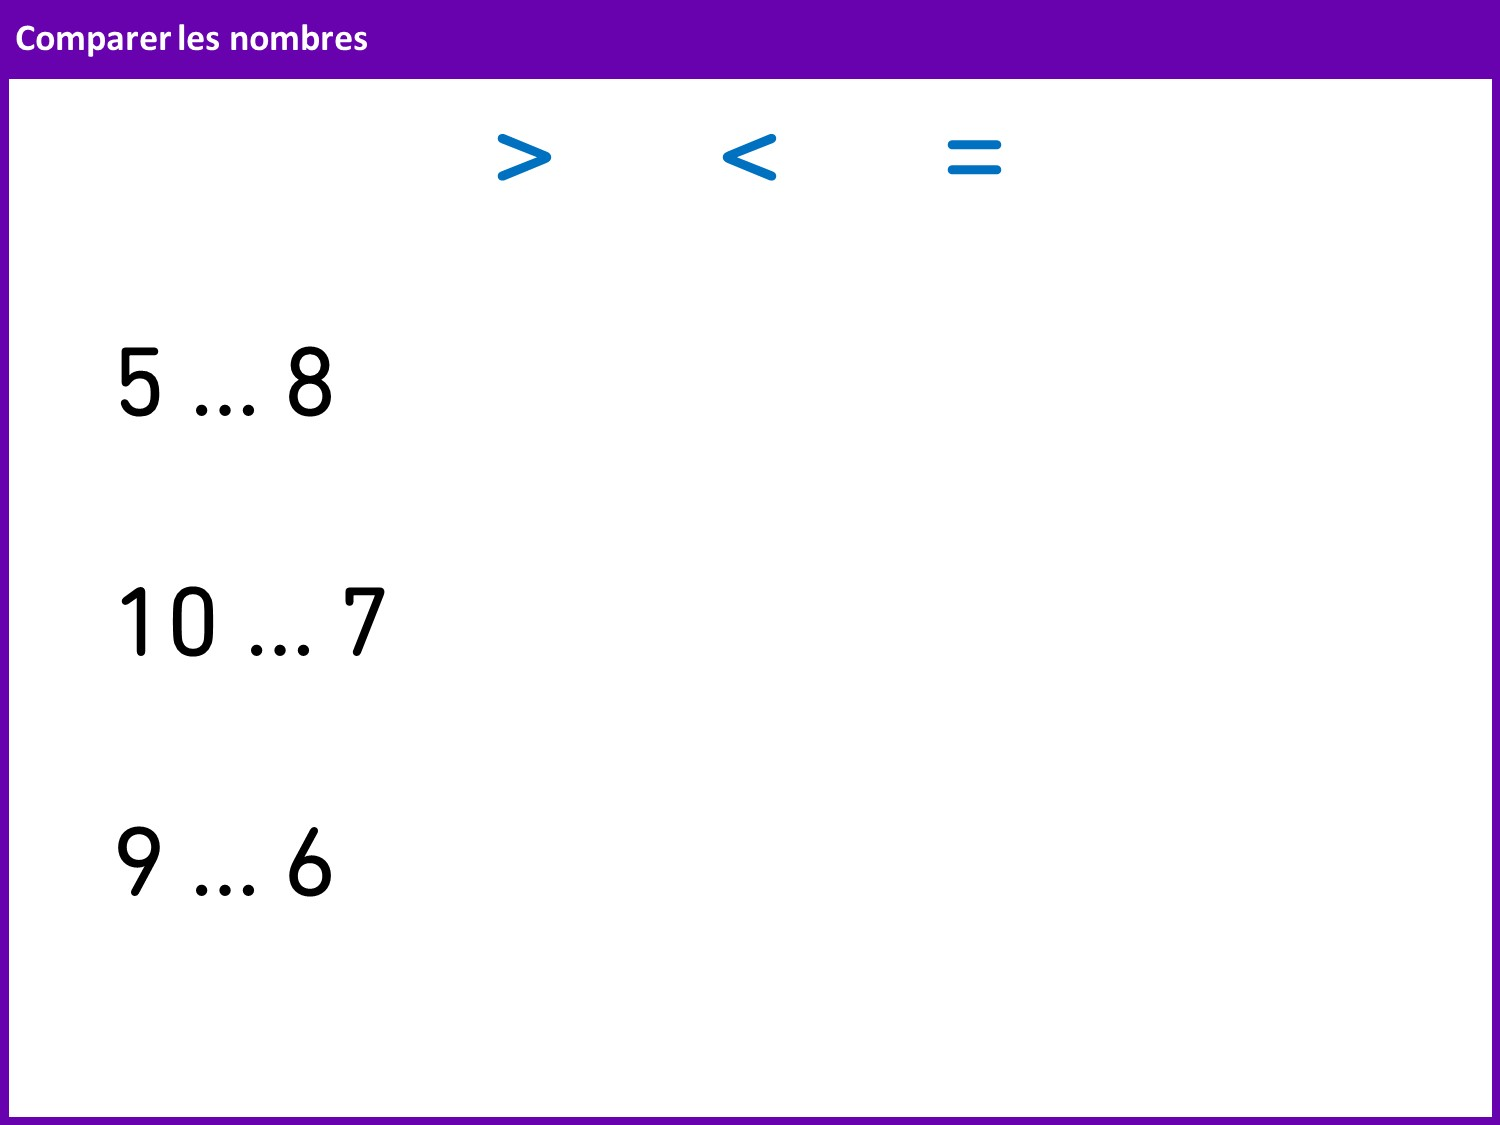 Comparer les nombres
> < =
5 ... 8
10 ... 7
9 ... 6